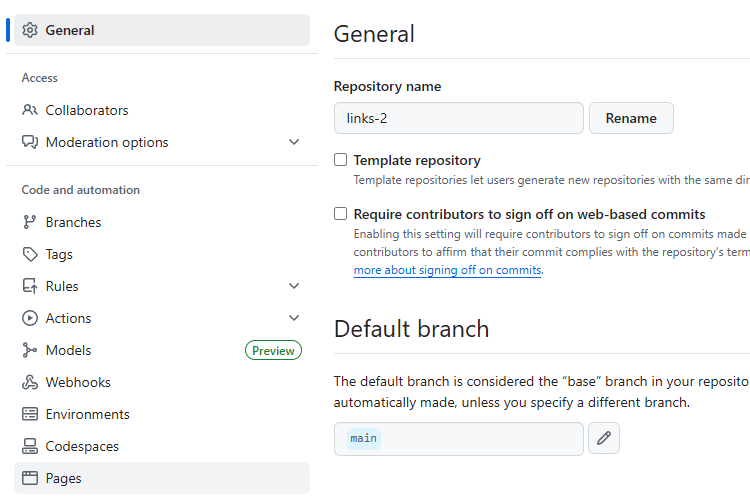 General
Access
Collaborators
Moderation options
Code and automation
Branches
Tags
Rules
Actions
Models Preview
Webhooks
Environments
Codespaces
Pages
General
Repository name
links-2 Rename
Template repository
Template repositories let users generate new repositories with the same dir
Require contributors to sign off on web-based commits
Enabling this setting will require contributors to sign off on commits made
contributors to affirm that their commit complies with the repository's term
more about signing off on commits.
Default branch
The default branch is considered the “base” branch in your reposito
automatically made, unless you specify a different branch.
main